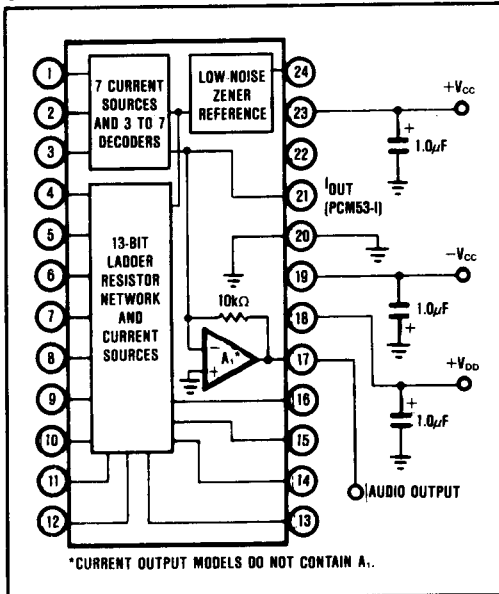 1
2
3
4
5
6
7
8
9
10
11
12
7 CURRENT
SOURCES
AND 3 TO 7
DECODERS
LOW-NOISE
ZENER
REFERENCE
13-BIT
LADDER
RESISTOR
NETWORK
AND
CURRENT
SOURCES
10kΩ
−
+
A₁*
24
23
22
21
20
19
18
17
16
15
14
13
+VCC
+
1.0µF
IOUT
(PCM53-I)
−VCC
1.0µF
+
+VDD
+
1.0µF
AUDIO OUTPUT
*CURRENT OUTPUT MODELS DO NOT CONTAIN A₁.